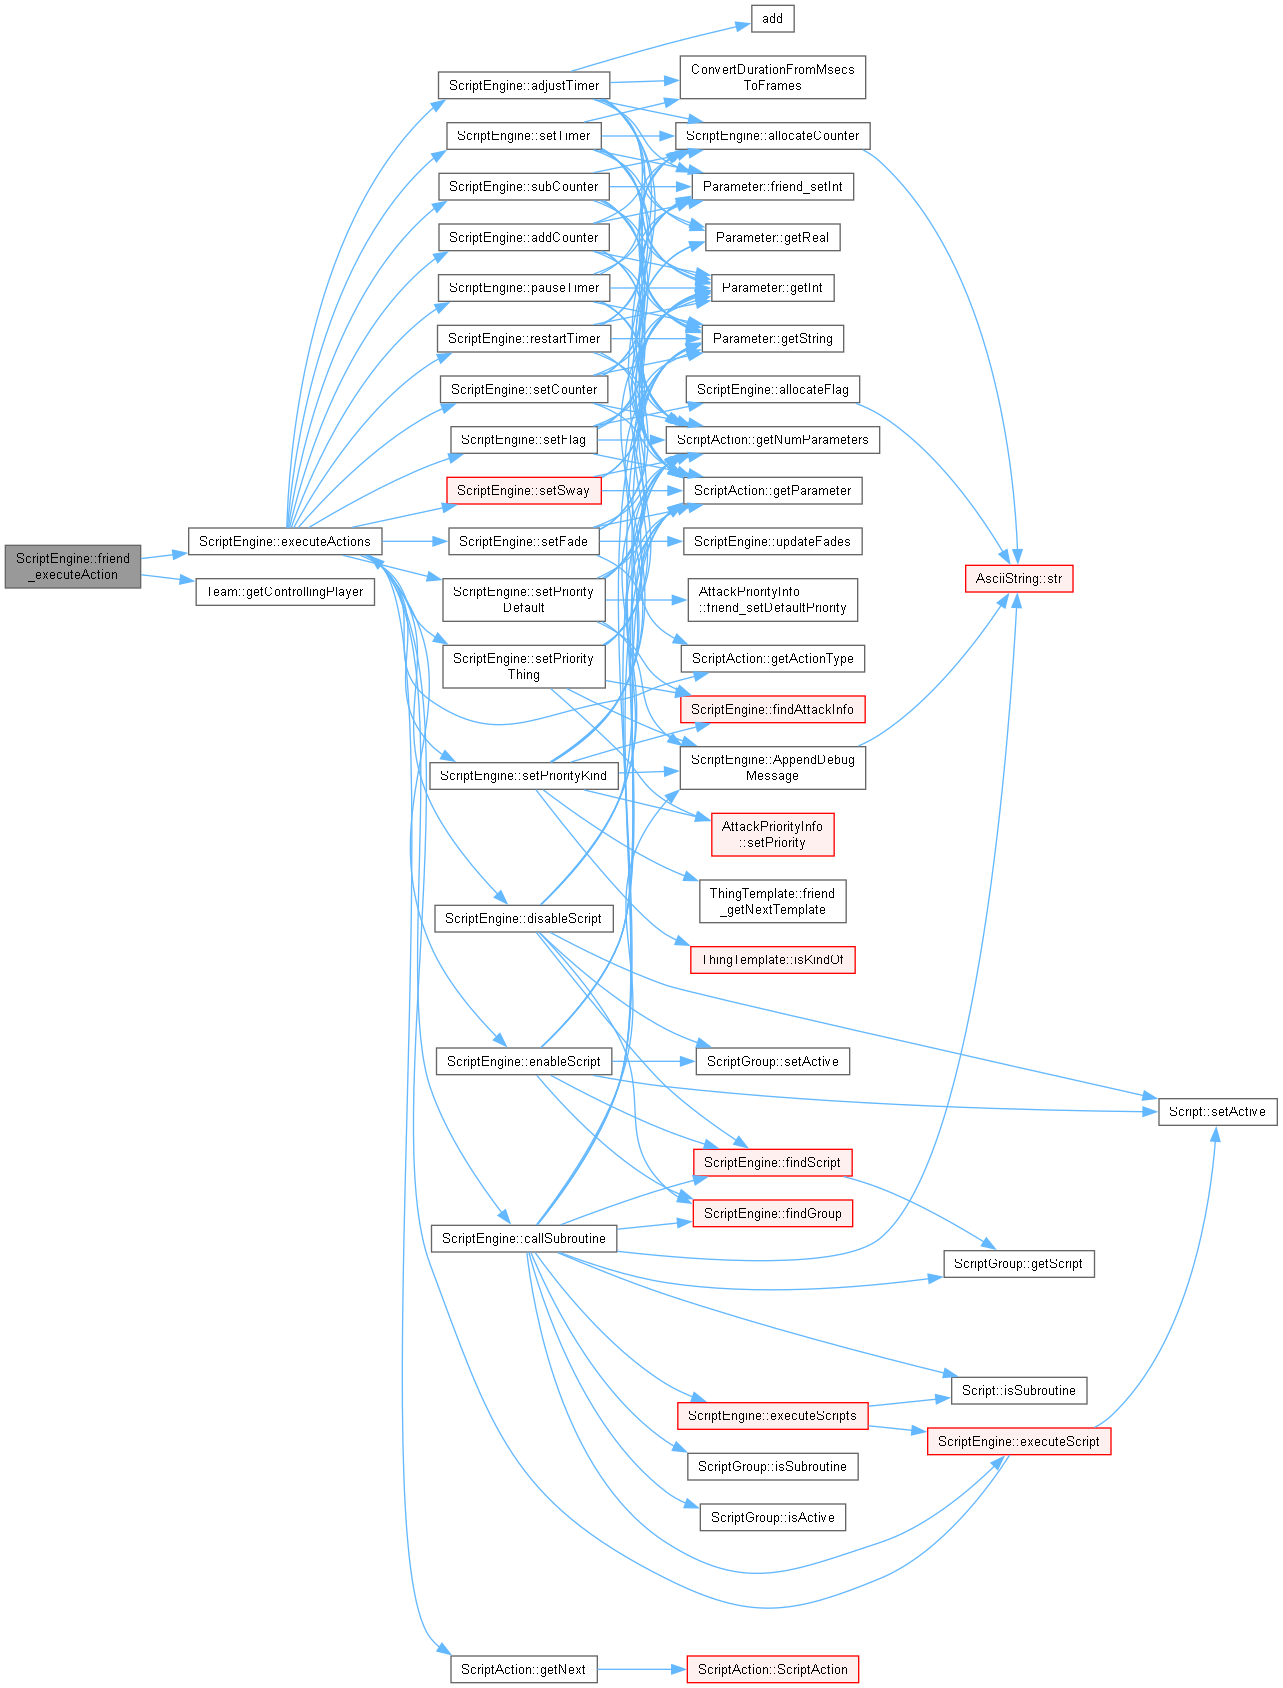 add
ScriptEngine::adjustTimer
ConvertDurationFromMsecs
ToFrames
ScriptEngine::setTimer
ScriptEngine::allocateCounter
ScriptEngine::subCounter
Parameter::friend_setInt
ScriptEngine::addCounter
Parameter::getReal
ScriptEngine::pauseTimer
Parameter::getInt
ScriptEngine::restartTimer
Parameter::getString
ScriptEngine::setCounter
ScriptEngine::allocateFlag
ScriptEngine::setFlag
ScriptAction::getNumParameters
ScriptEngine::setSway
ScriptAction::getParameter
ScriptEngine::friend
_executeAction
ScriptEngine::executeActions
ScriptEngine::setFade
ScriptEngine::updateFades
Team::getControllingPlayer
ScriptEngine::setPriority
Default
AttackPriorityInfo
::friend_setDefaultPriority
AsciiString::str
ScriptEngine::setPriority
Thing
ScriptAction::getActionType
ScriptEngine::findAttackInfo
ScriptEngine::setPriorityKind
ScriptEngine::AppendDebug
Message
AttackPriorityInfo
::setPriority
ThingTemplate::friend
_getNextTemplate
ScriptEngine::disableScript
ThingTemplate::isKindOf
ScriptEngine::enableScript
ScriptGroup::setActive
Script::setActive
ScriptEngine::findScript
ScriptEngine::findGroup
ScriptEngine::callSubroutine
ScriptGroup::getScript
Script::isSubroutine
ScriptEngine::executeScripts
ScriptEngine::executeScript
ScriptGroup::isSubroutine
ScriptGroup::isActive
ScriptAction::getNext
ScriptAction::ScriptAction